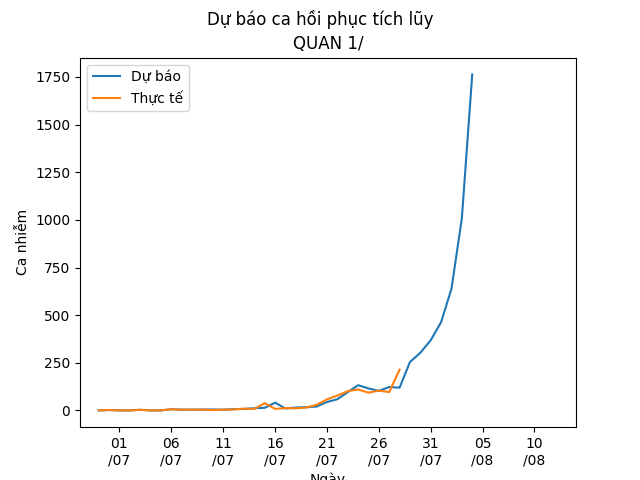 Dự báo ca hồi phục tích lũy
QUAN 1/
Dự báo
Thực tế
Ca nhiễm
1750
1500
1250
1000
750
500
250
0
01 06 11 16 21 26 31 05 10
/07 /07 /07 /07 /07 /07 /07 /08 /08
Ngày